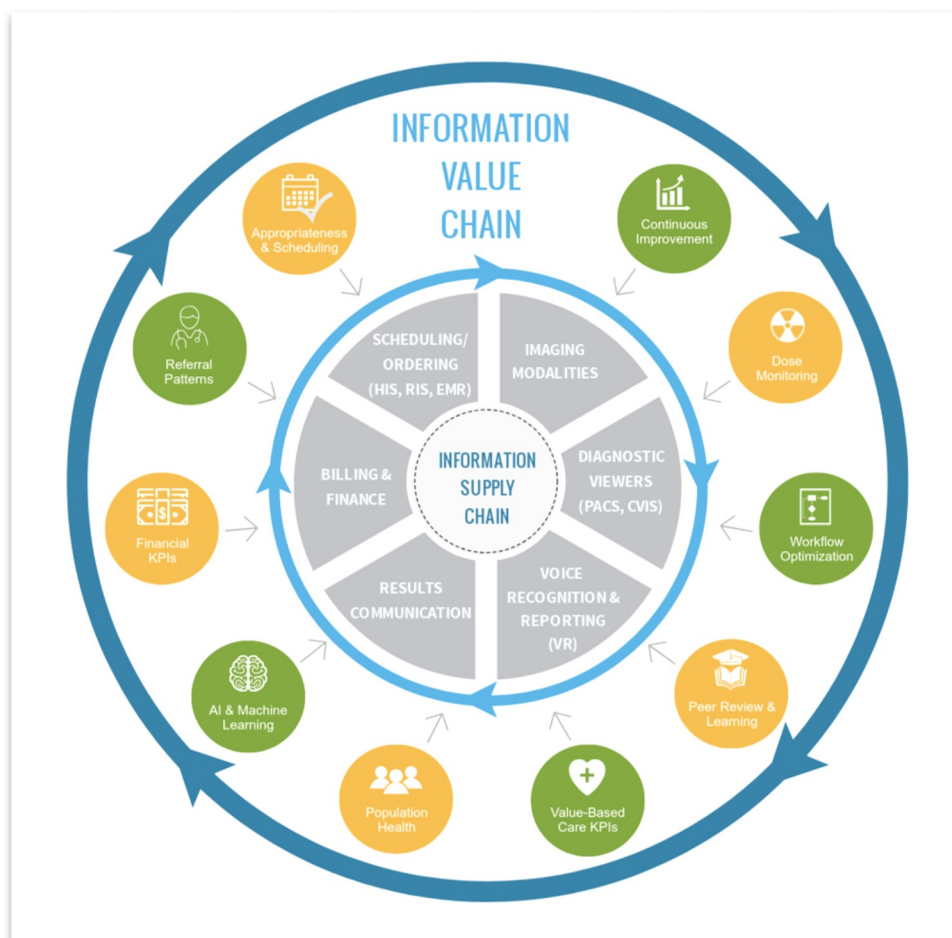 INFORMATION
VALUE
CHAIN
Appropriateness
& Scheduling
Continuous
Improvement
Referral
Patterns
Dose
Monitoring
Financial
KPIs
Workflow
Optimization
AI & Machine
Learning
Peer Review &
Learning
Population
Health
Value-Based
Care KPIs
SCHEDULING/
ORDERING
(HIS, RIS, EMR)
IMAGING
MODALITIES
BILLING &
FINANCE
DIAGNOSTIC
VIEWERS
(PACS, CVIS)
RESULTS
COMMUNICATION
VOICE
RECOGNITION &
REPORTING
(VR)
INFORMATION
SUPPLY
CHAIN